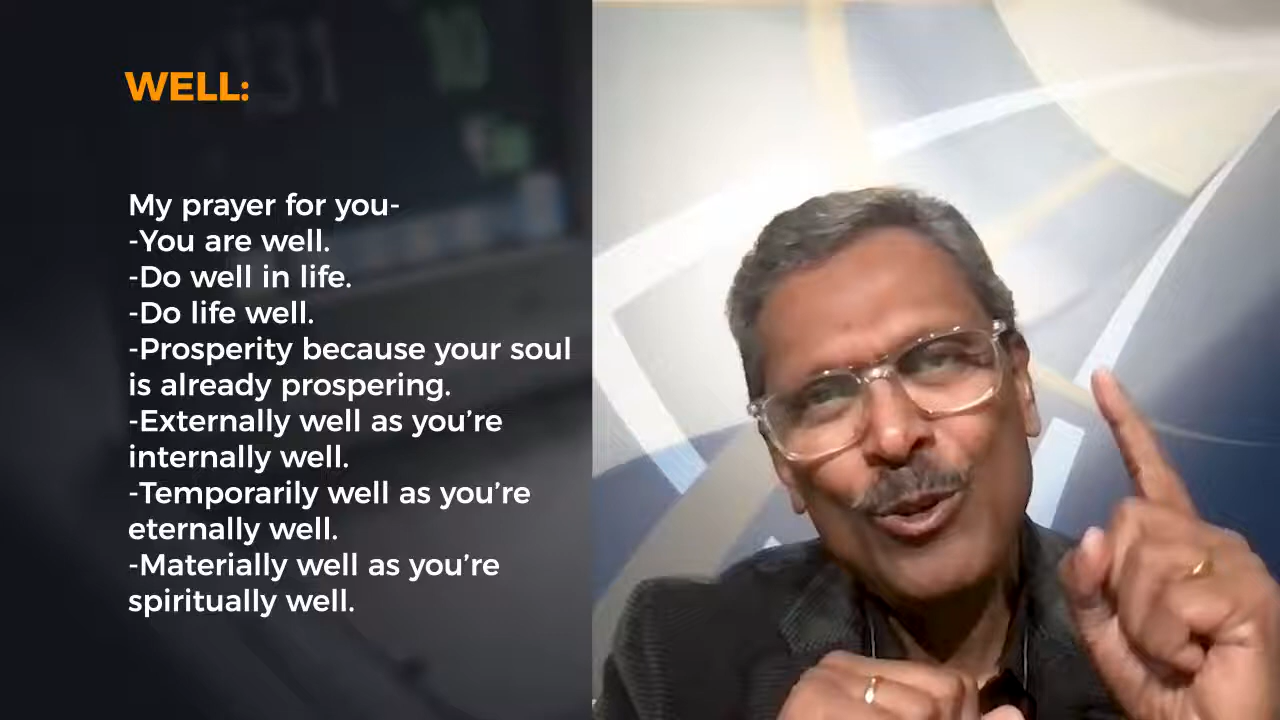 WELL:
My prayer for you-
-You are well.
-Do well in life.
-Do life well.
-Prosperity because your soul
is already prospering.
-Externally well as you’re
internally well.
-Temporarily well as you’re
eternally well.
-Materially well as you’re
spiritually well.